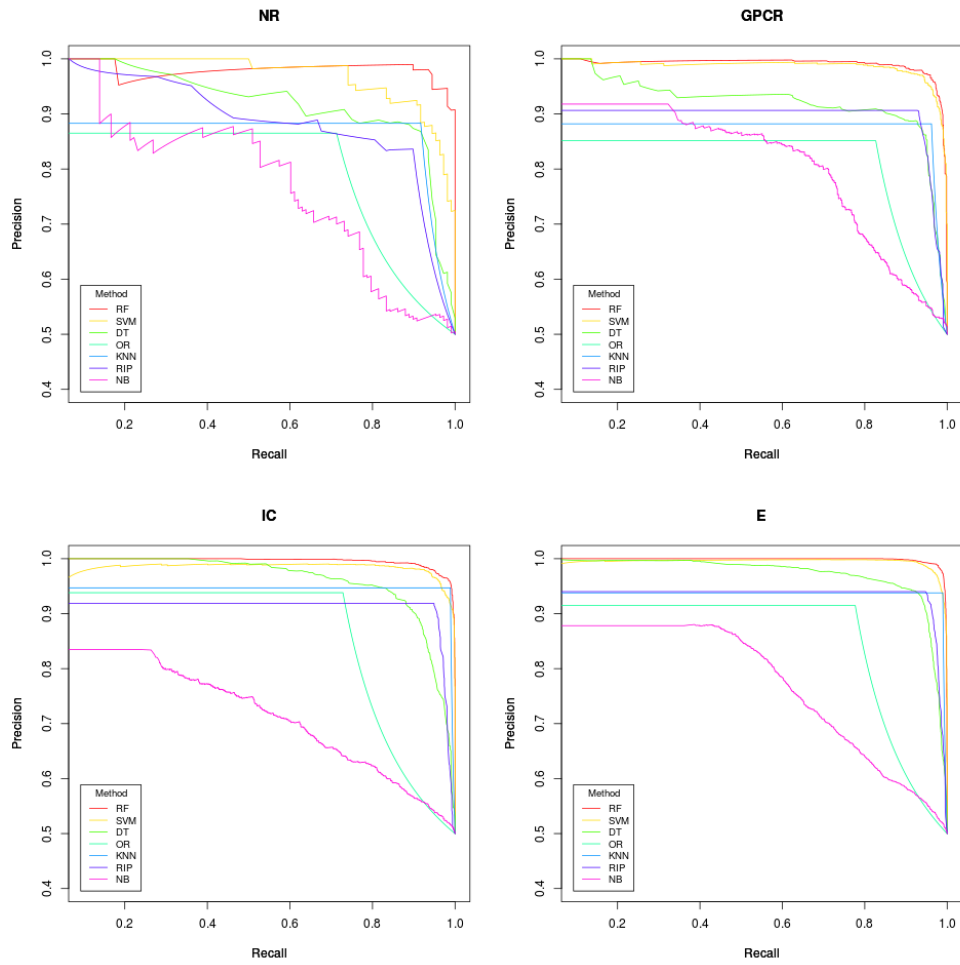 NR
Precision
1.0
0.9
0.8
0.7
0.6
0.5
0.4
Method
RF
SVM
DT
OR
KNN
RIP
NB
0.2 0.4 0.6 0.8 1.0
Recall
GPCR
Precision
1.0
0.9
0.8
0.7
0.6
0.5
0.4
Method
RF
SVM
DT
OR
KNN
RIP
NB
0.2 0.4 0.6 0.8 1.0
Recall
IC
Precision
1.0
0.9
0.8
0.7
0.6
0.5
0.4
Method
RF
SVM
DT
OR
KNN
RIP
NB
0.2 0.4 0.6 0.8 1.0
Recall
E
Precision
1.0
0.9
0.8
0.7
0.6
0.5
0.4
Method
RF
SVM
DT
OR
KNN
RIP
NB
0.2 0.4 0.6 0.8 1.0
Recall